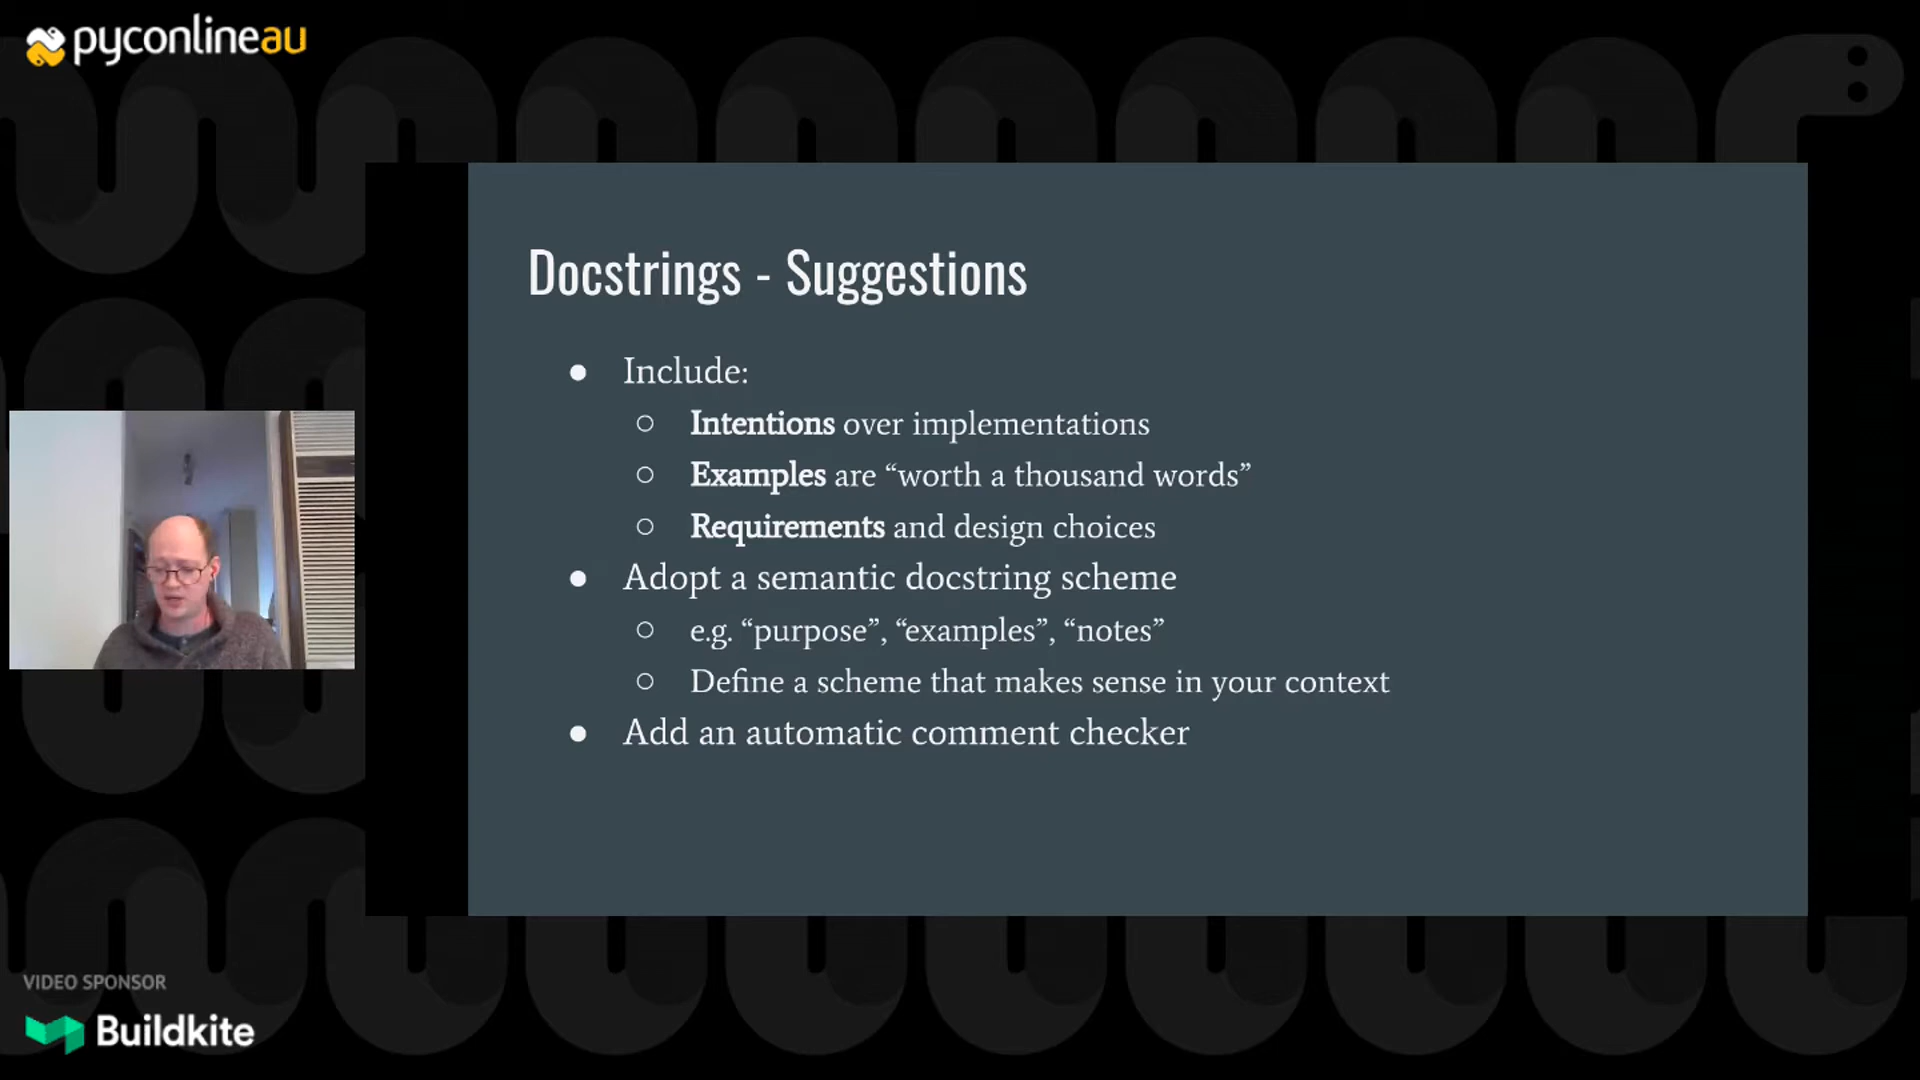 pyconlineau
Docstrings - Suggestions
● Include:
○ Intentions over implementations
○ Examples are “worth a thousand words”
○ Requirements and design choices
● Adopt a semantic docstring scheme
○ e.g. “purpose”, “examples”, “notes”
○ Define a scheme that makes sense in your context
● Add an automatic comment checker
VIDEO SPONSOR
Buildkite